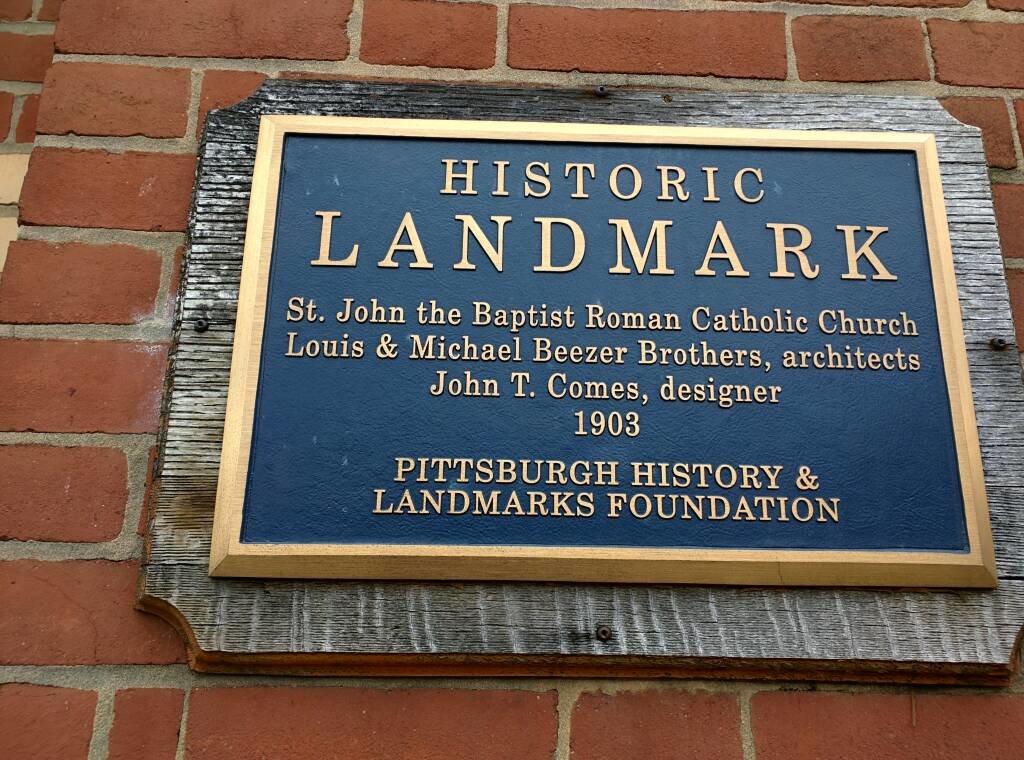 HISTORIC
LANDMARK
St. John the Baptist Roman Catholic Church
Louis & Michael Beezer Brothers, architects
John T. Comes, designer
1903
PITTSBURGH HISTORY &
LANDMARKS FOUNDATION